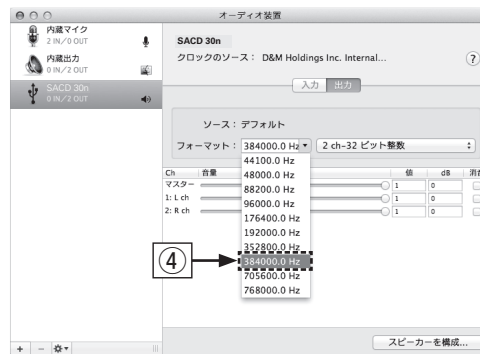 オーディオ装置
内蔵マイク
2 IN/0 OUT
内蔵出力
0 IN/2 OUT
SACD 30n
0 IN/2 OUT
SACD 30n
クロックのソース： D&M Holdings Inc. Internal...
?
入力 出力
ソース：デフォルト
フォーマット： 384000.0 Hz 2 ch-32 ビット整数
44100.0 Hz
48000.0 Hz
88200.0 Hz
96000.0 Hz
176400.0 Hz
192000.0 Hz
352800.0 Hz
384000.0 Hz
705600.0 Hz
768000.0 Hz
Ch 音量 値 dB
マスター 1 0
1: L ch 1 0
2: R ch 1 0
④
+ −
スピーカーを構成...